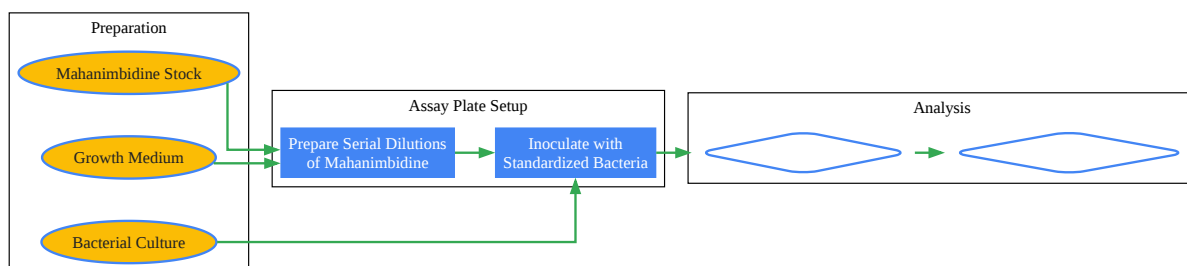 Preparation
Mahanimbidine Stock
Growth Medium
Bacterial Culture
Assay Plate Setup
Prepare Serial Dilutions
of Mahanimbidine
Inoculate with
Standardized Bacteria
Analysis